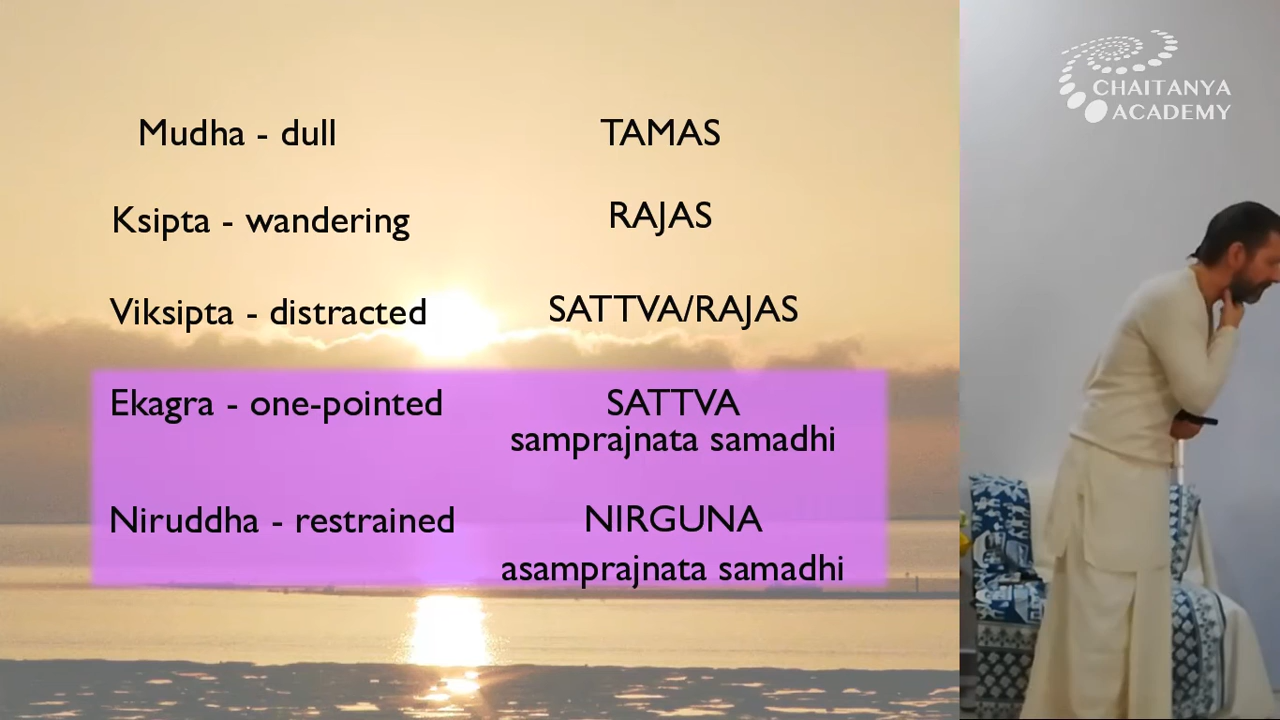 Mudha - dull TAMAS
Ksipta - wandering RAJAS
Viksipta - distracted SATTVA/RAJAS
Ekagra - one-pointed SATTVA
samprajnata samadhi
Niruddha - restrained NIRGUNA
asamprajnata samadhi
CHAITANYA
ACADEMY